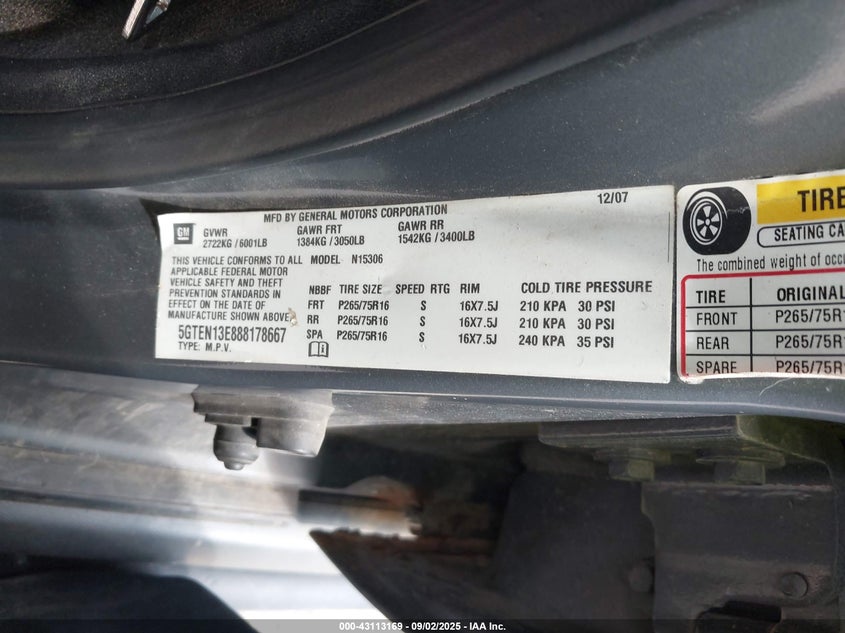 MFD BY GENERAL MOTORS CORPORATION 12/07
GM
GVWR GAWR FRT GAWR RR
2722KG / 6001LB 1384KG / 3050LB 1542KG / 3400LB
THIS VEHICLE CONFORMS TO ALL MODEL N15306
APPLICABLE FEDERAL MOTOR
VEHICLE SAFETY AND THEFT
PREVENTION STANDARDS IN
EFFECT ON THE DATE OF
MANUFACTURE SHOWN ABOVE
5GTEN13E888178667
TYPE: M.P.V.
NBBF TIRE SIZE SPEED RTG RIM COLD TIRE PRESSURE
FRT P265/75R16 S 16X7.5J 210 KPA 30 PSI
RR P265/75R16 S 16X7.5J 210 KPA 30 PSI
SPA P265/75R16 S 16X7.5J 240 KPA 35 PSI
TIRE
SEATING CA
The combined weight of occu
TIRE ORIGINAL
FRONT P265/75R1
REAR P265/75R1
SPARE P265/75R1
000-43113169 - 09/02/2025 - IAA Inc.